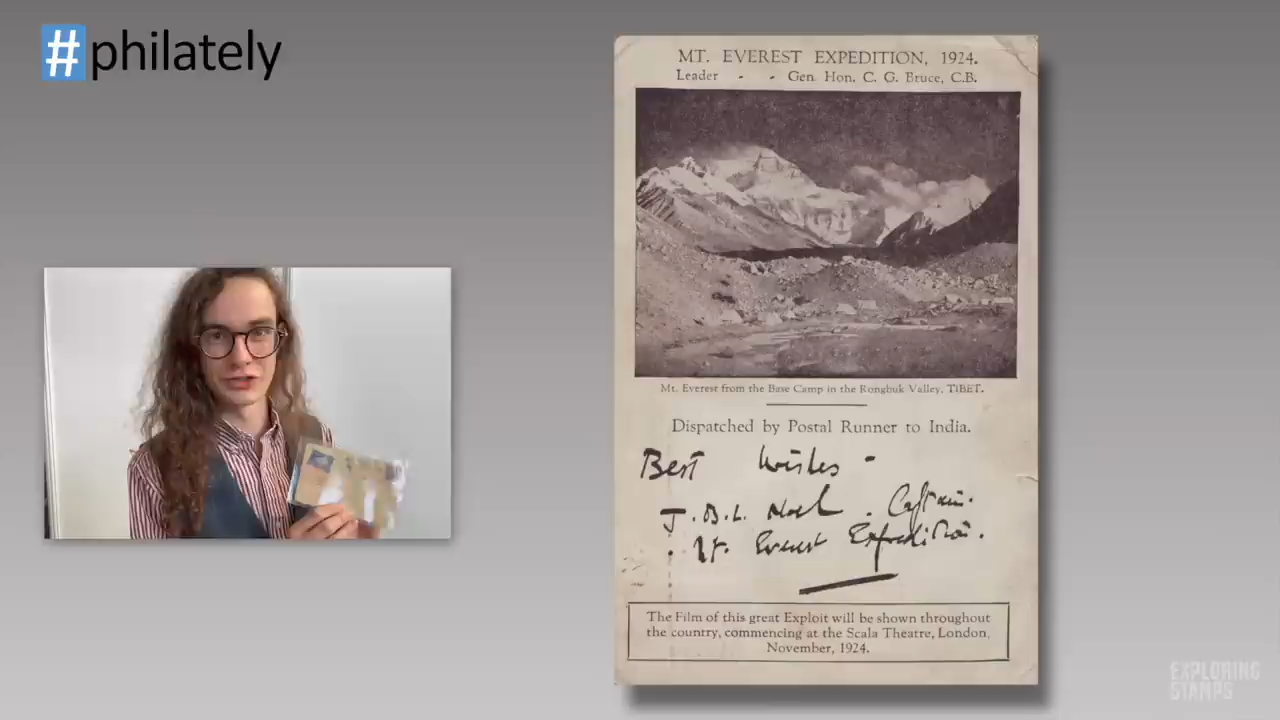 #philately
MT. EVEREST EXPEDITION, 1924.
Leader - - Gen. Hon. C. G. Bruce, C.B.
Mt. Everest from the Base Camp in the Rongbuk Valley, TIBET.
Dispatched by Postal Runner to India.
Best Wishes -
J.B.L. Noel. Captain.
. Mt. Everest Expedition.
The Film of this great Exploit will be shown throughout
the country, commencing at the Scala Theatre, London,
November, 1924.
EXPLORING
STAMPS